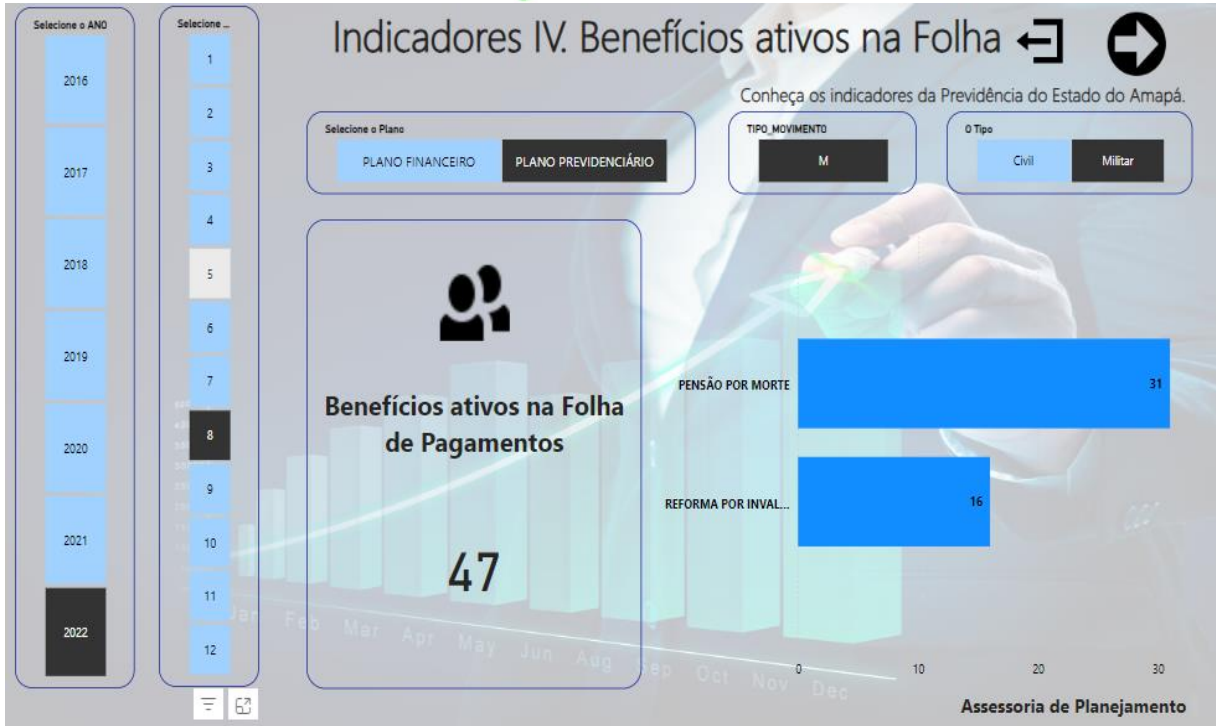 Selecione o ANO
2016
2017
2018
2019
2020
2021
2022
Selecione ...
1
2
3
4
5
6
7
8
9
10
11
12
Indicadores IV. Benefícios ativos na Folha
Conheça os indicadores da Previdência do Estado do Amapá.
Selecione o Plano
PLANO FINANCEIRO
PLANO PREVIDENCIÁRIO
TIPO_MOVIMENTO
M
O Tipo
Civil
Militar
Benefícios ativos na Folha
de Pagamentos
47
PENSÃO POR MORTE
31
REFORMA POR INVAL...
16
0 10 20 30
Jan Feb Mar Apr May Jun Aug Sep Oct Nov Dec
Assessoria de Planejamento